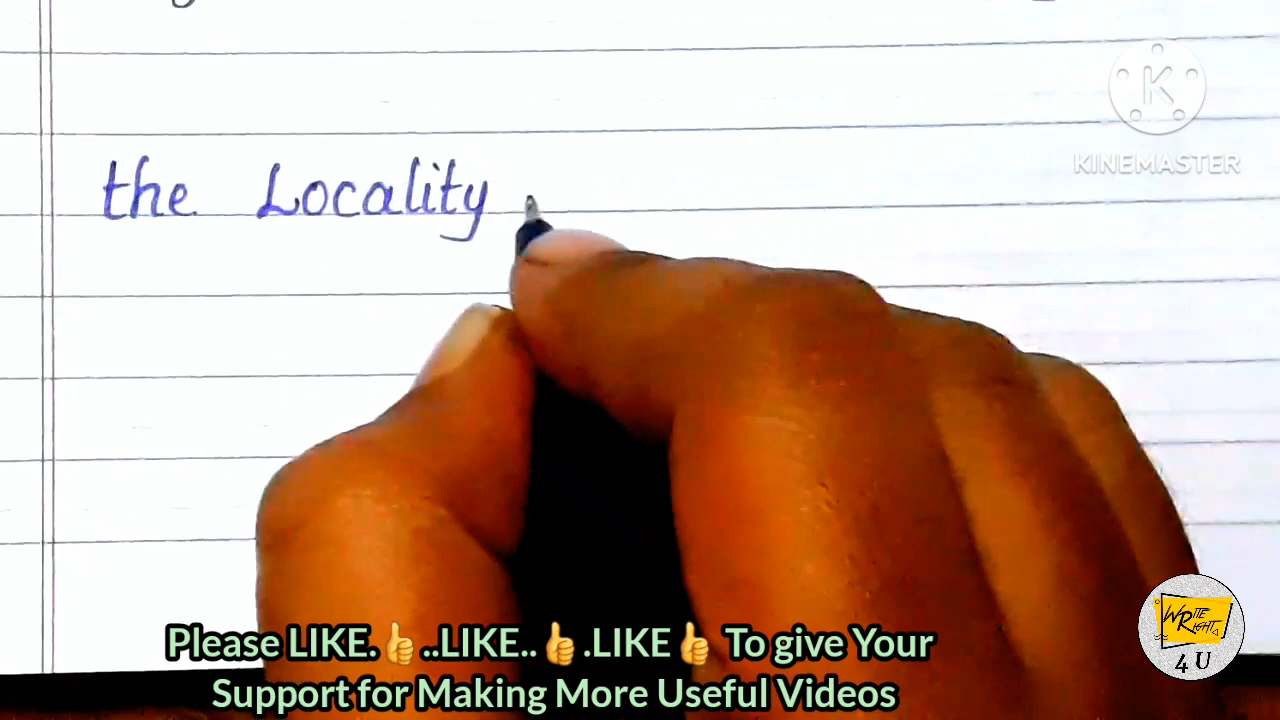 K
KINEMASTER
the Locality
WRITE
RIGHT
4 U
Please LIKE.👍..LIKE..👍.LIKE👍 To give Your
Support for Making More Useful Videos